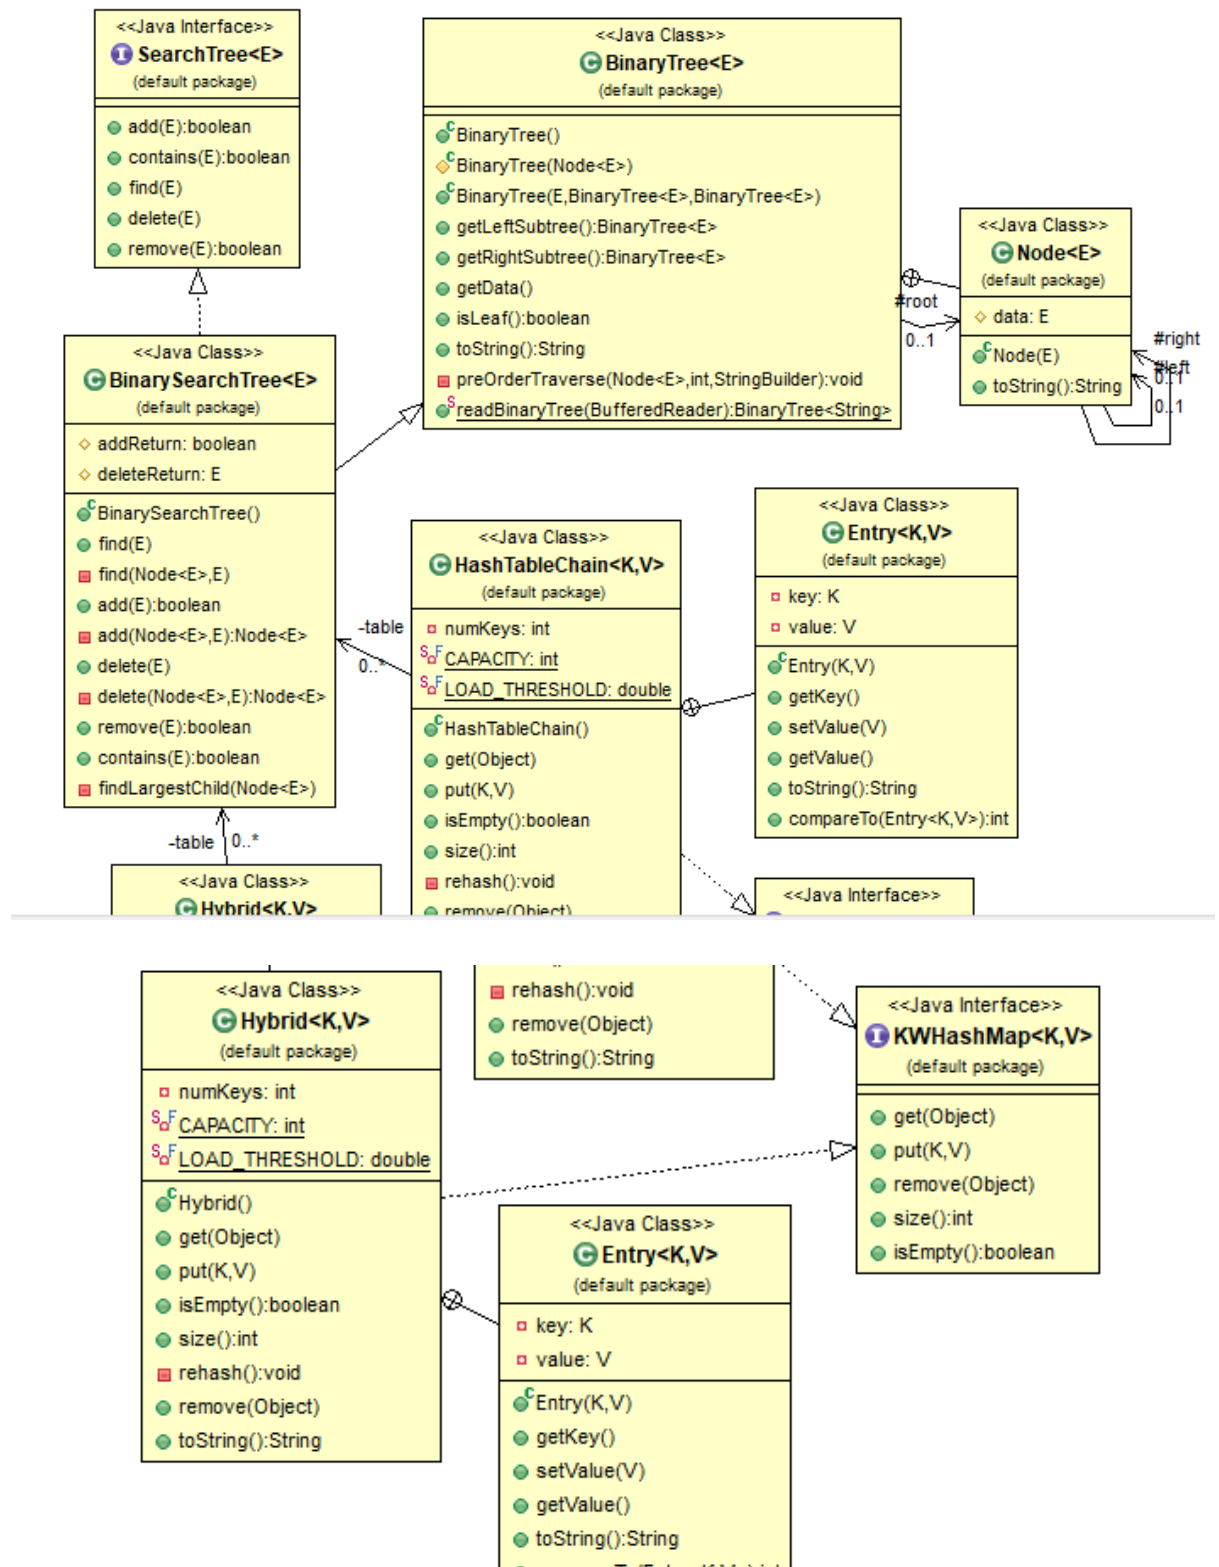 <<Java Interface>>
SearchTree<E>
(default package)
add(E):boolean
contains(E):boolean
find(E)
delete(E)
remove(E):boolean
<<Java Class>>
BinaryTree<E>
(default package)
BinaryTree()
BinaryTree(Node<E>)
BinaryTree(E,BinaryTree<E>,BinaryTree<E>)
getLeftSubtree():BinaryTree<E>
getRightSubtree():BinaryTree<E>
getData()
isLeaf():boolean
toString():String
preOrderTraverse(Node<E>,int,StringBuilder):void
readBinaryTree(BufferedReader):BinaryTree<String>
#root
0..1
<<Java Class>>
Node<E>
(default package)
data: E
Node(E)
toString():String
#right
#left
0..1
0..1
<<Java Class>>
BinarySearchTree<E>
(default package)
addReturn: boolean
deleteReturn: E
BinarySearchTree()
find(E)
find(Node<E>,E)
add(E):boolean
add(Node<E>,E):Node<E>
delete(E)
delete(Node<E>,E):Node<E>
remove(E):boolean
contains(E):boolean
findLargestChild(Node<E>)
-table
0..*
<<Java Class>>
HashTableChain<K,V>
(default package)
numKeys: int
CAPACITY: int
LOAD_THRESHOLD: double
HashTableChain()
get(Object)
put(K,V)
isEmpty():boolean
size():int
rehash():void
remove(Object)
<<Java Class>>
Entry<K,V>
(default package)
key: K
value: V
Entry(K,V)
getKey()
setValue(V)
getValue()
toString():String
compareTo(Entry<K,V>):int
-table 0..*
<<Java Class>>
Hybrid<K,V>
<<Java Interface>>
<<Java Class>>
Hybrid<K,V>
(default package)
numKeys: int
CAPACITY: int
LOAD_THRESHOLD: double
Hybrid()
get(Object)
put(K,V)
isEmpty():boolean
size():int
rehash():void
remove(Object)
toString():String
rehash():void
remove(Object)
toString():String
<<Java Interface>>
KWHashMap<K,V>
(default package)
get(Object)
put(K,V)
remove(Object)
size():int
isEmpty():boolean
<<Java Class>>
Entry<K,V>
(default package)
key: K
value: V
Entry(K,V)
getKey()
setValue(V)
getValue()
toString():String